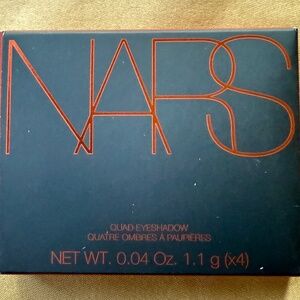 NARS
QUAD EYESHADOW
QUATRE OMBRES À PAUPIÈRES
NET WT. 0.04 Oz. 1.1 g (x4)